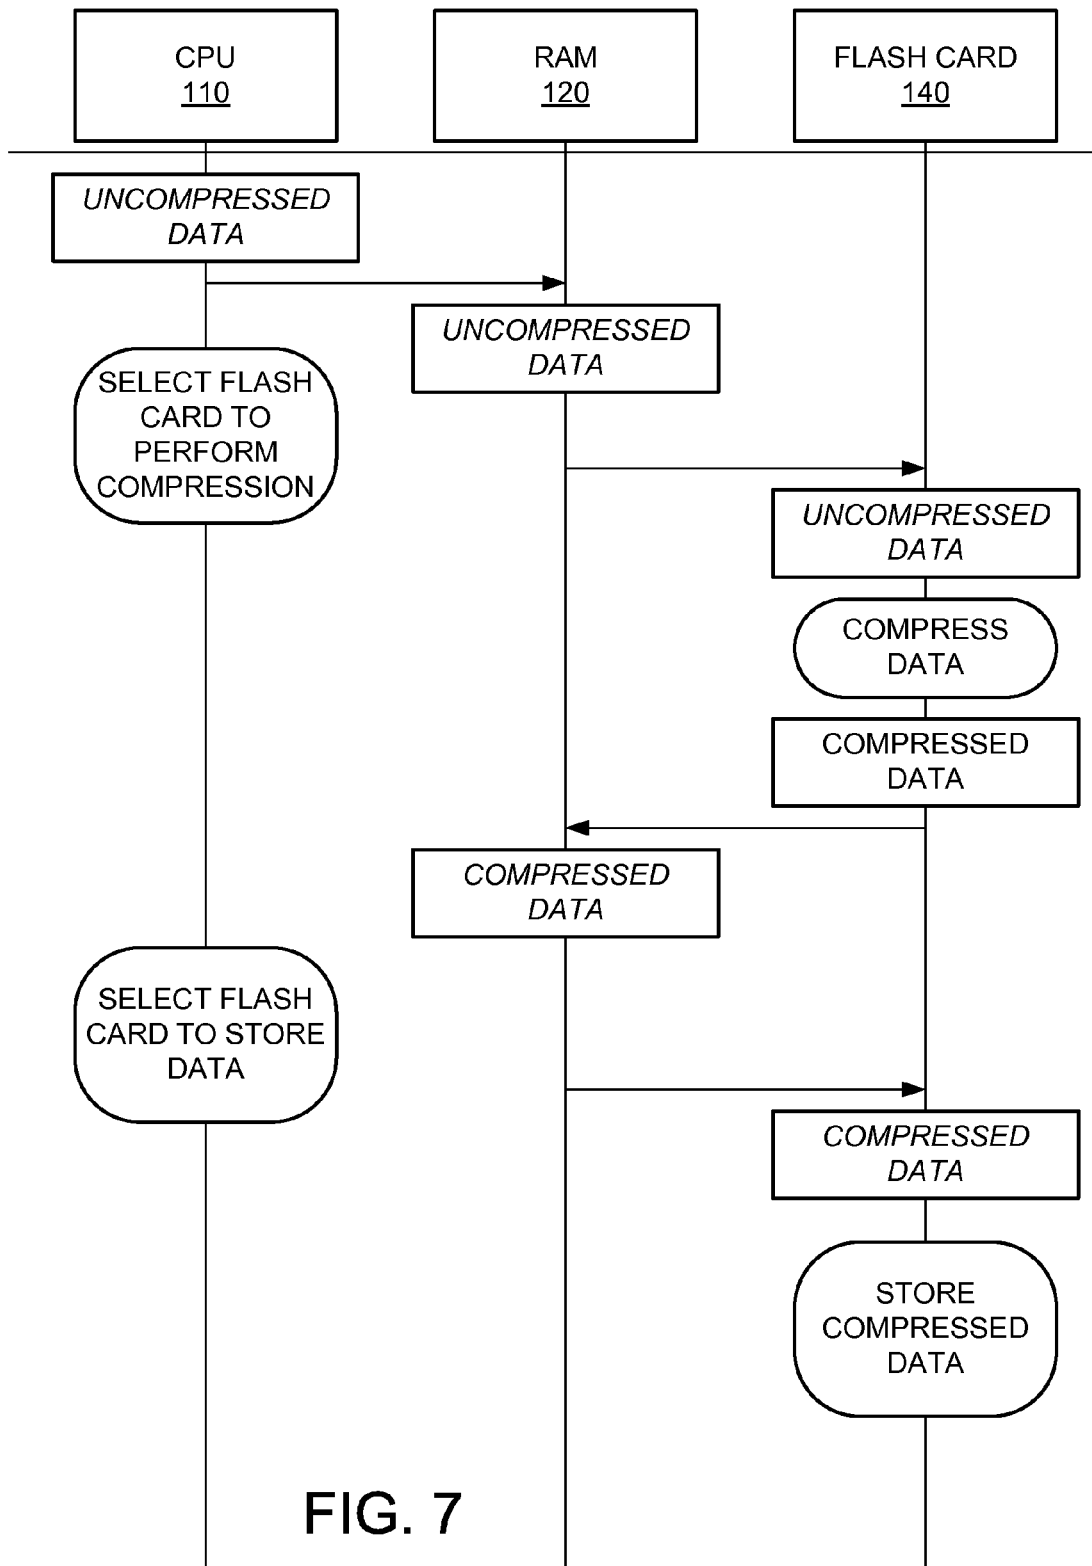 CPU
110
RAM
120
FLASH CARD
140
UNCOMPRESSED
DATA
UNCOMPRESSED
DATA
SELECT FLASH
CARD TO
PERFORM
COMPRESSION
UNCOMPRESSED
DATA
COMPRESS
DATA
COMPRESSED
DATA
COMPRESSED
DATA
SELECT FLASH
CARD TO STORE
DATA
COMPRESSED
DATA
STORE
COMPRESSED
DATA
FIG. 7